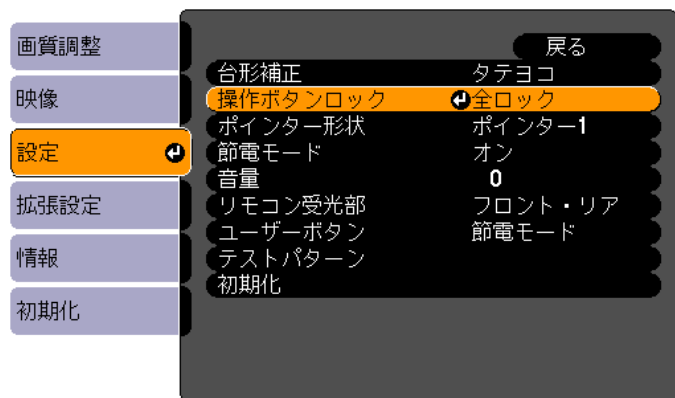 画質調整
映像
設定
拡張設定
情報
初期化
戻る
台形補正 タテヨコ
操作ボタンロック 全ロック
ポインター形状 ポインター1
節電モード オン
音量 0
リモコン受光部 フロント・リア
ユーザーボタン 節電モード
テストパターン
初期化